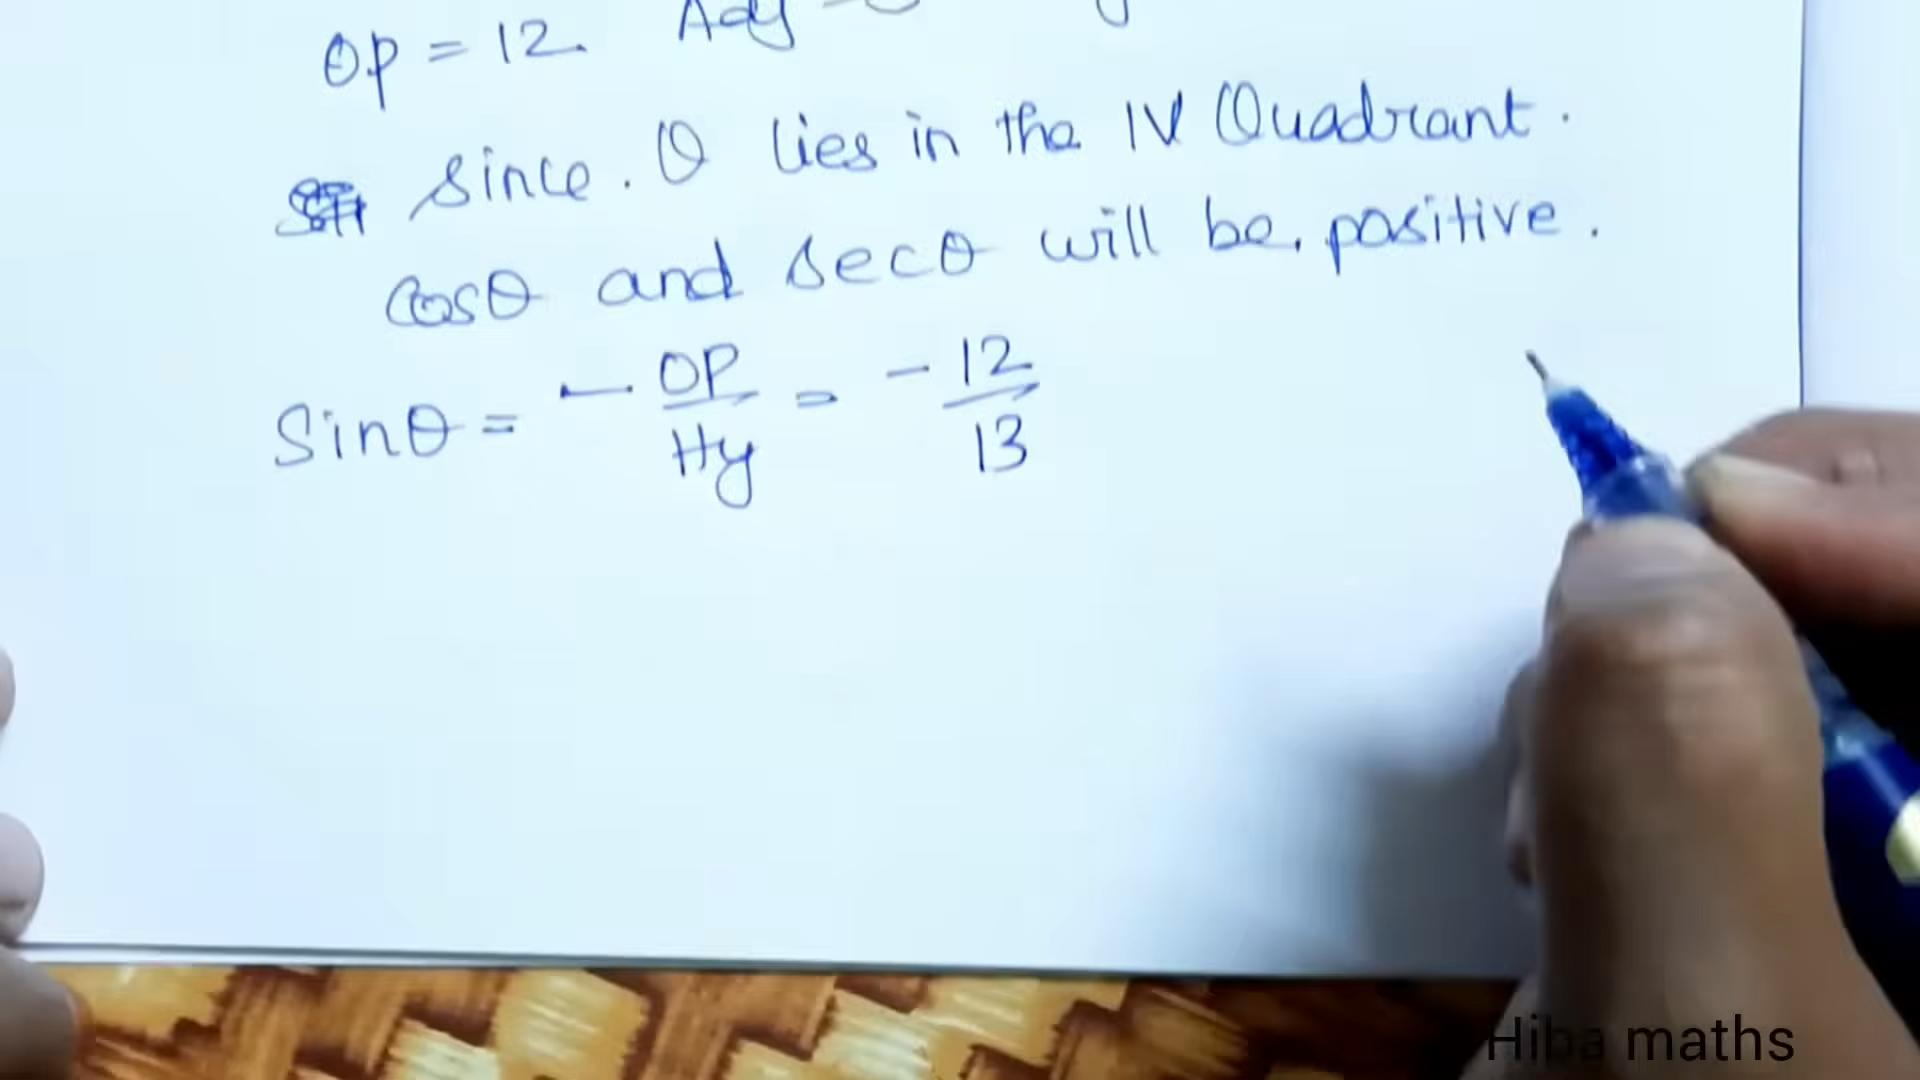 Op = 12. Adj
since. θ lies in the IV Quadrant.
Cosθ and secθ will be. positive.
Sinθ = - OP/Hy = - 12/13
Hiba maths